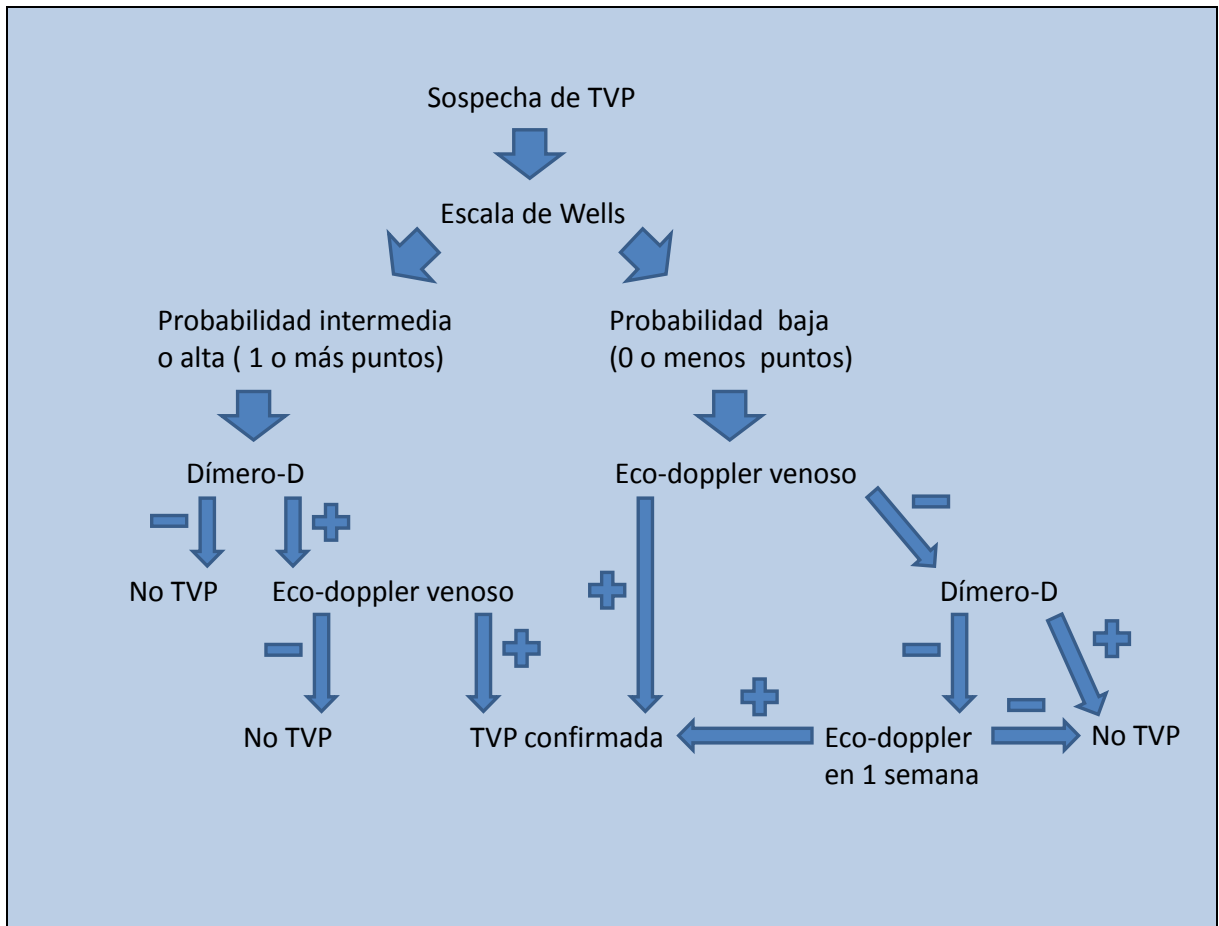 Sospecha de TVP
Escala de Wells
Probabilidad intermedia
o alta ( 1 o más puntos)
Probabilidad baja
(0 o menos puntos)
Dímero-D
Eco-doppler venoso
No TVP
Eco-doppler venoso
Dímero-D
No TVP
TVP confirmada
Eco-doppler
en 1 semana
No TVP